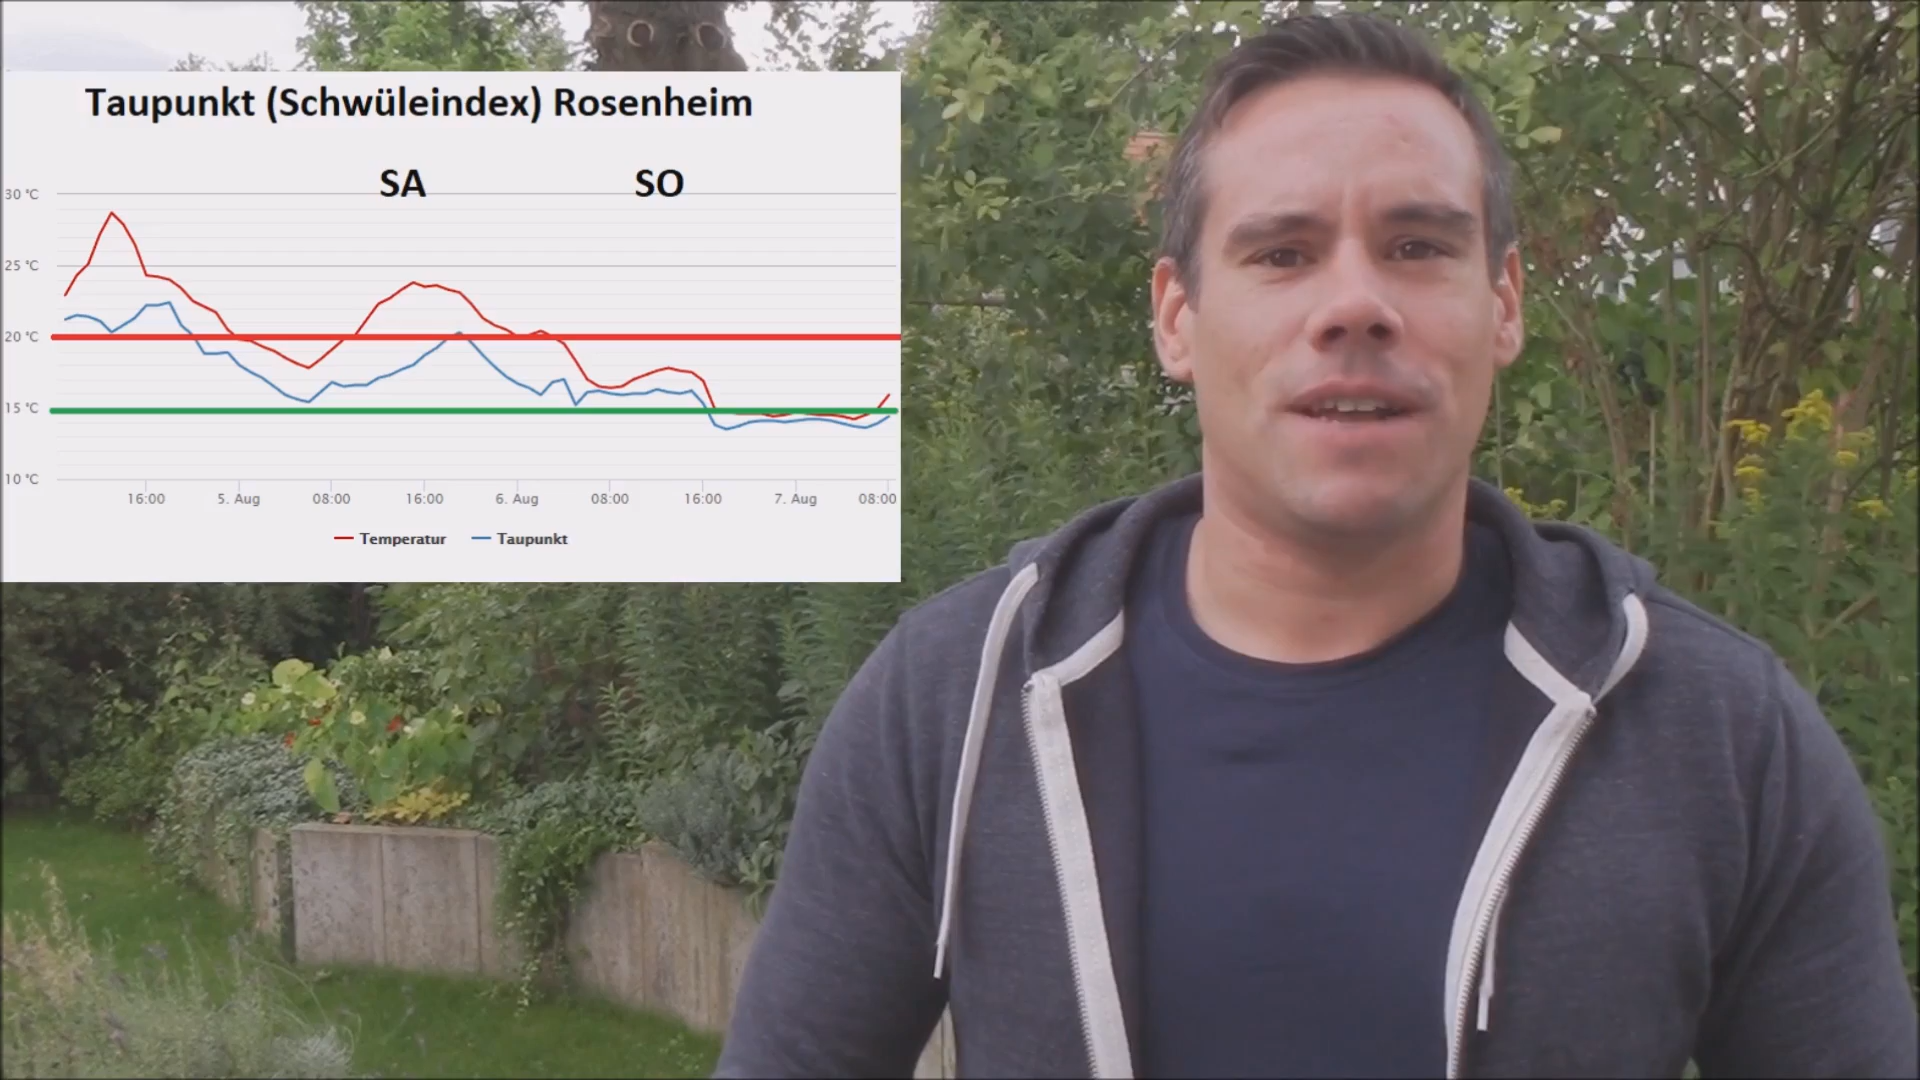 Taupunkt (Schwüleindex) Rosenheim
SA SO
30 °C
25 °C
20 °C
15 °C
10 °C
16:00 5. Aug 08:00 16:00 6. Aug 08:00 16:00 7. Aug 08:00
Temperatur Taupunkt